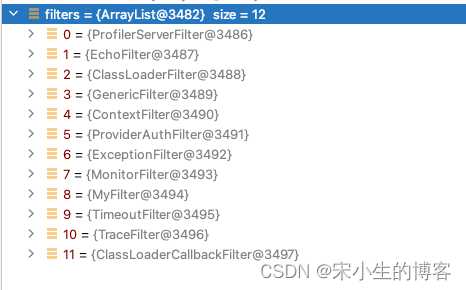 filters = {ArrayList@3482} size = 12
0 = {ProfilerServerFilter@3486}
1 = {EchoFilter@3487}
2 = {ClassLoaderFilter@3488}
3 = {GenericFilter@3489}
4 = {ContextFilter@3490}
5 = {ProviderAuthFilter@3491}
6 = {ExceptionFilter@3492}
7 = {MonitorFilter@3493}
8 = {MyFilter@3494}
9 = {TimeoutFilter@3495}
10 = {TraceFilter@3496}
11 = {ClassLoaderCallbackFilter@3497}
CSDN @宋小生的博客